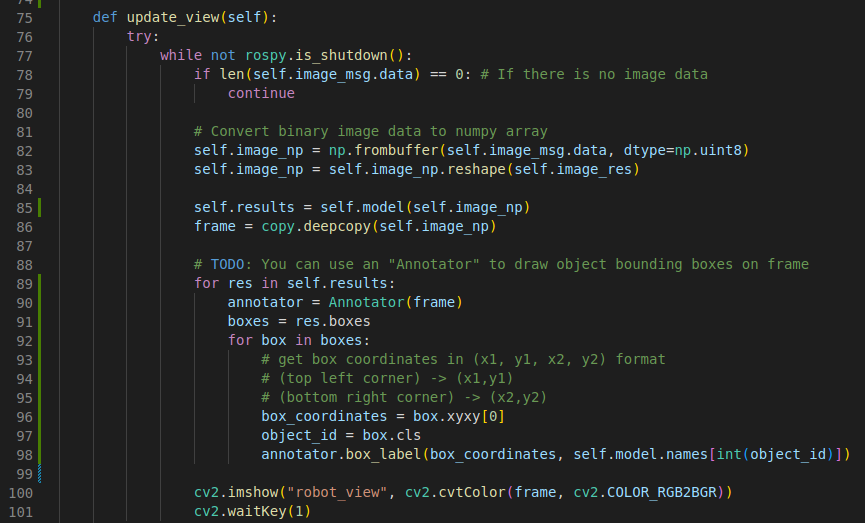 74
75 def update_view(self):
76 try:
77 while not rospy.is_shutdown():
78 if len(self.image_msg.data) == 0: # If there is no image data
79 continue
80
81 # Convert binary image data to numpy array
82 self.image_np = np.frombuffer(self.image_msg.data, dtype=np.uint8)
83 self.image_np = self.image_np.reshape(self.image_res)
84
85 self.results = self.model(self.image_np)
86 frame = copy.deepcopy(self.image_np)
87
88 # TODO: You can use an "Annotator" to draw object bounding boxes on frame
89 for res in self.results:
90 annotator = Annotator(frame)
91 boxes = res.boxes
92 for box in boxes:
93 # get box coordinates in (x1, y1, x2, y2) format
94 # (top left corner) -> (x1,y1)
95 # (bottom right corner) -> (x2,y2)
96 box_coordinates = box.xyxy[0]
97 object_id = box.cls
98 annotator.box_label(box_coordinates, self.model.names[int(object_id)])
99
100 cv2.imshow("robot_view", cv2.cvtColor(frame, cv2.COLOR_RGB2BGR))
101 cv2.waitKey(1)